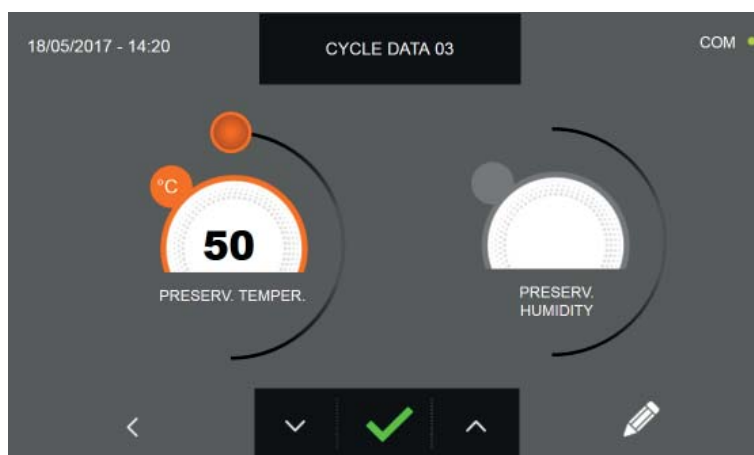 18/05/2017 - 14:20
CYCLE DATA 03
COM
°C
50
PRESERV. TEMPER.
PRESERV.
HUMIDITY